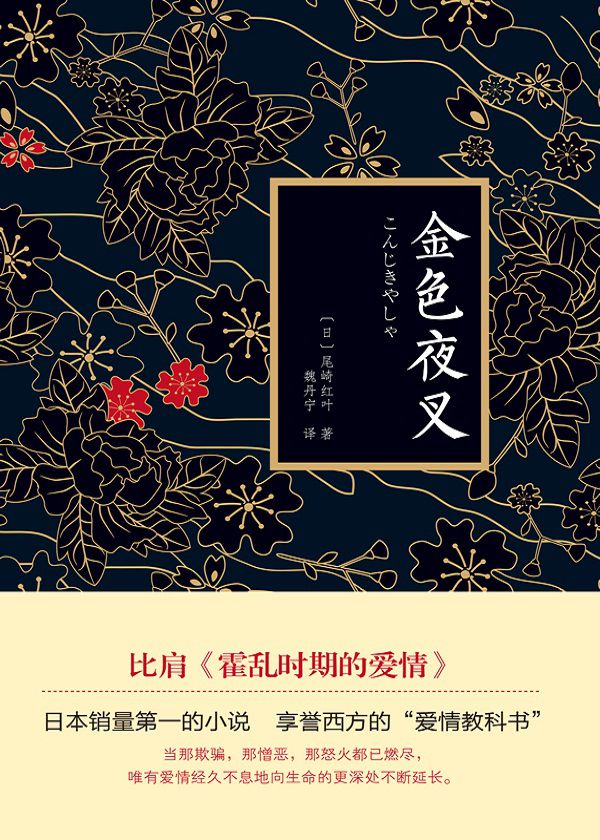 金色夜叉
こんじきやしゃ
〔日〕尾崎红叶 著
魏丹宁 译
比肩《霍乱时期的爱情》
日本销量第一的小说 享誉西方的“爱情教科书”
当那欺骗，那憎恶，那怒火都已燃尽，
唯有爱情经久不息地向生命的更深处不断延长。